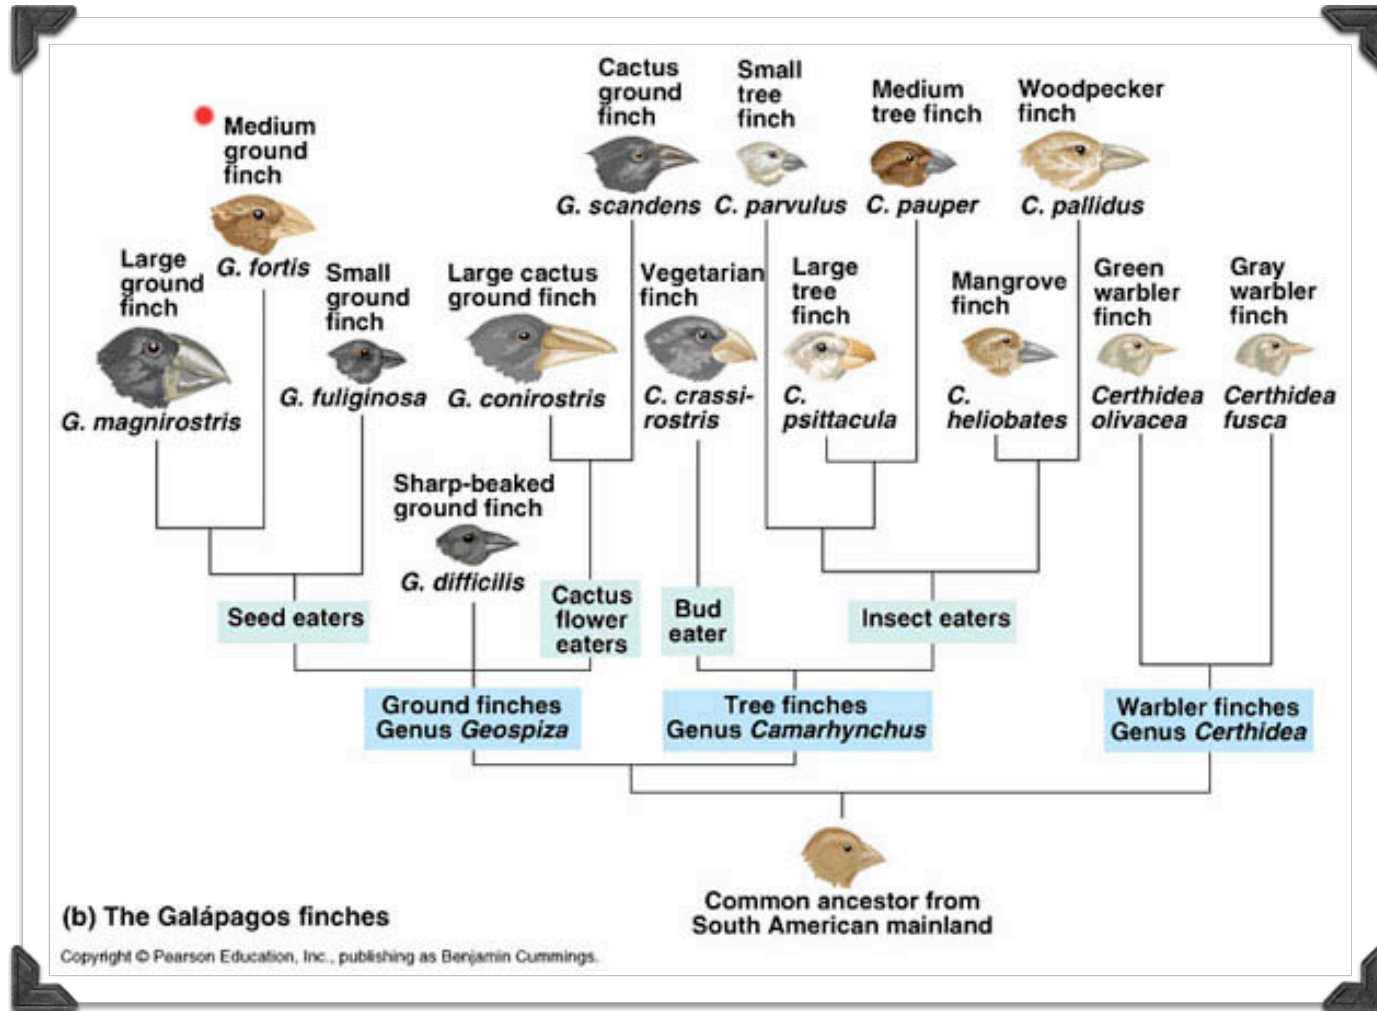 Cactus
ground
finch
G. scandens
Small
tree
finch
C. parvulus
Medium
tree finch
C. pauper
Woodpecker
finch
C. pallidus
Medium
ground
finch
G. fortis
Large
ground
finch
G. magnirostris
Small
ground
finch
G. fuliginosa
Large cactus
ground finch
G. conirostris
Vegetarian
finch
C. crassi-
rostris
Large
tree
finch
C.
psittacula
Mangrove
finch
C.
heliobates
Green
warbler
finch
Certhidea
olivacea
Gray
warbler
finch
Certhidea
fusca
Sharp-beaked
ground finch
G. difficilis
Seed eaters
Cactus
flower
eaters
Bud
eater
Insect eaters
Ground finches
Genus Geospiza
Tree finches
Genus Camarhynchus
Warbler finches
Genus Certhidea
Common ancestor from
South American mainland
(b) The Galápagos finches
Copyright © Pearson Education, Inc., publishing as Benjamin Cummings.